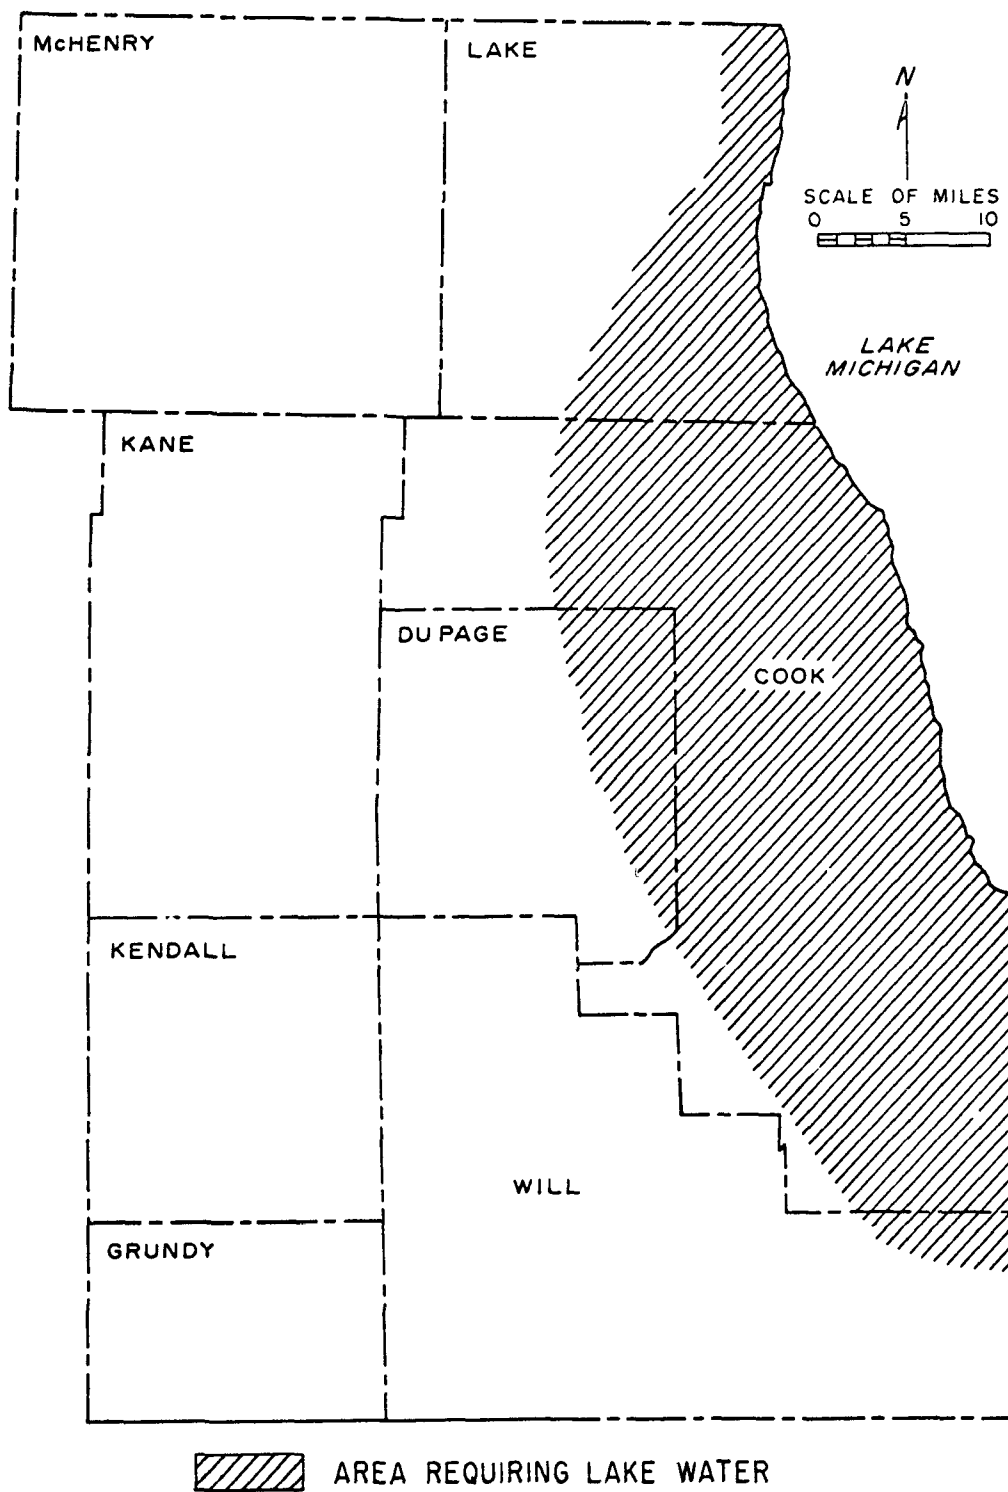 McHENRY
LAKE
N
SCALE OF MILES
0 5 10
LAKE
MICHIGAN
KANE
DU PAGE
COOK
KENDALL
WILL
GRUNDY
AREA REQUIRING LAKE WATER